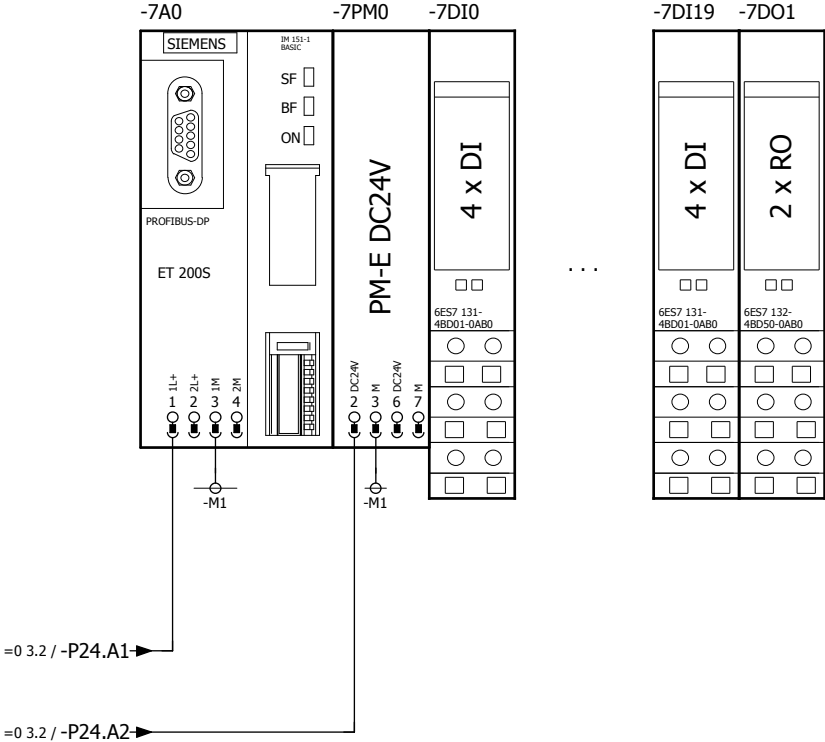 -7A0
-7PM0
-7DI0
-7DI19
-7DO1
SIEMENS
IM 151-1
BASIC
SF
BF
ON
PROFIBUS-DP
ET 200S
PM-E DC24V
4 x DI
. . .
4 x DI
2 x RO
6ES7 131-
4BD01-0AB0
6ES7 131-
4BD01-0AB0
6ES7 132-
4BD50-0AB0
1L+
2L+
1M
2M
1
2
3
4
DC24V
M
DC24V
M
2
3
6
7
-M1
-M1
=0 3.2 / -P24.A1
=0 3.2 / -P24.A2